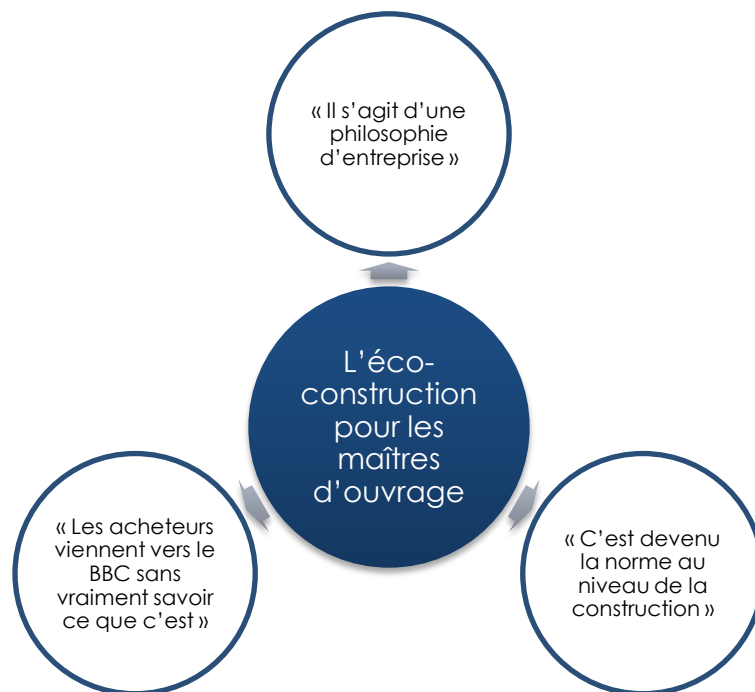 « Il s’agit d’une
philosophie
d’entreprise »
L’éco-
construction
pour les
maîtres
d’ouvrage
« Les acheteurs
viennent vers le
BBC sans
vraiment savoir
ce que c’est »
« C’est devenu
la norme au
niveau de la
construction »